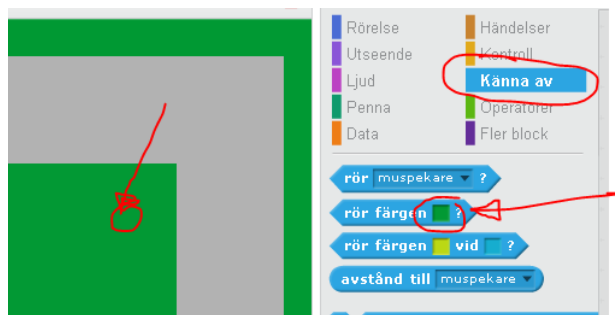 Rörelse Händelser
Utseende Kontroll
Ljud Känna av
Penna Operatorer
Data Fler block
rör muspekare ?
rör färgen ?
rör färgen vid ?
avstånd till muspekare